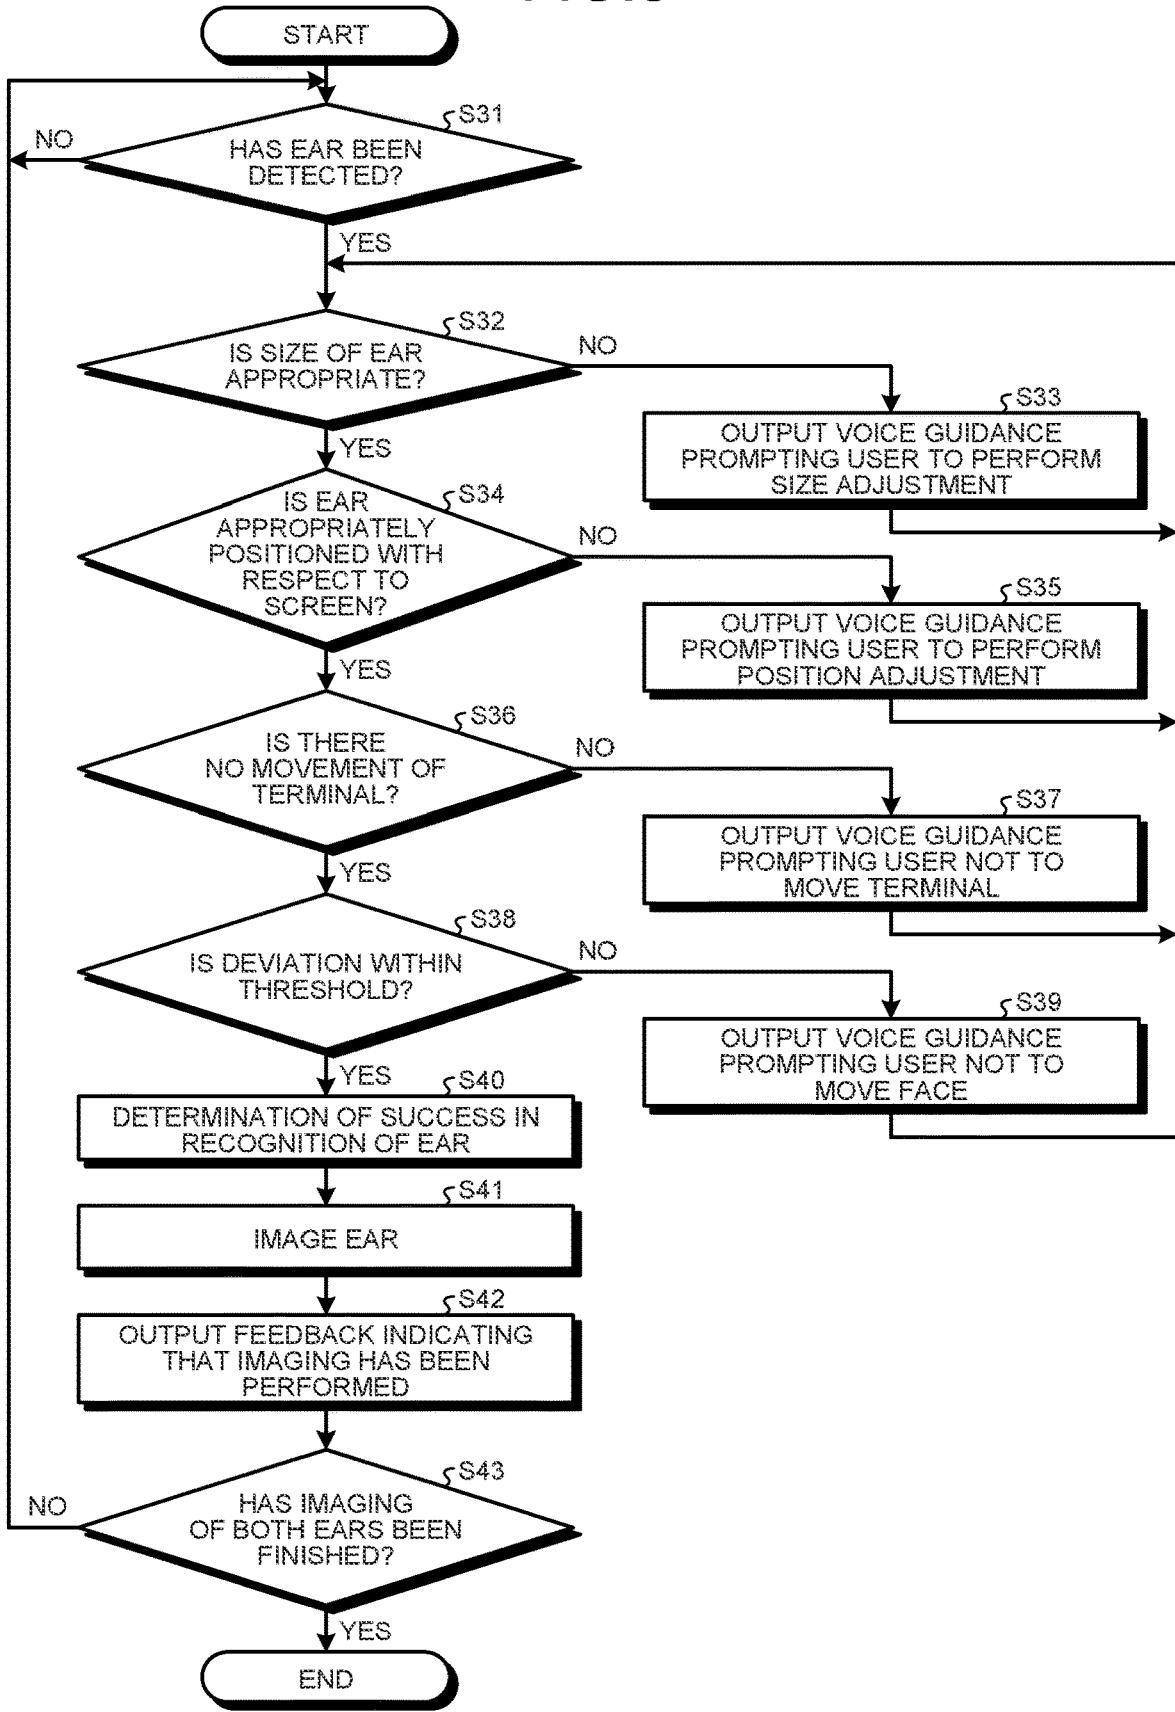 START
S31
NO
HAS EAR BEEN
DETECTED?
YES
S32
NO
IS SIZE OF EAR
APPROPRIATE?
S33
OUTPUT VOICE GUIDANCE
PROMPTING USER TO PERFORM
SIZE ADJUSTMENT
YES
S34
NO
IS EAR
APPROPRIATELY
POSITIONED WITH
RESPECT TO
SCREEN?
S35
OUTPUT VOICE GUIDANCE
PROMPTING USER TO PERFORM
POSITION ADJUSTMENT
YES
S36
NO
IS THERE
NO MOVEMENT OF
TERMINAL?
S37
OUTPUT VOICE GUIDANCE
PROMPTING USER NOT TO
MOVE TERMINAL
YES
S38
NO
IS DEVIATION WITHIN
THRESHOLD?
S39
OUTPUT VOICE GUIDANCE
PROMPTING USER NOT TO
MOVE FACE
YES
S40
DETERMINATION OF SUCCESS IN
RECOGNITION OF EAR
S41
IMAGE EAR
S42
OUTPUT FEEDBACK INDICATING
THAT IMAGING HAS BEEN
PERFORMED
S43
NO
HAS IMAGING
OF BOTH EARS BEEN
FINISHED?
YES
END